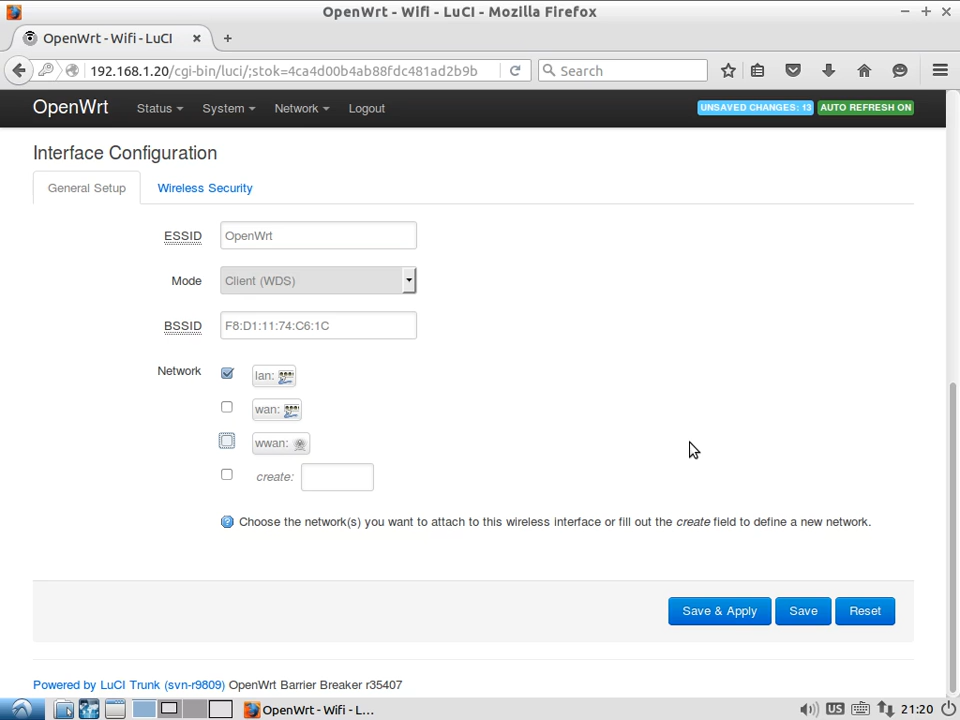 OpenWrt - Wifi - LuCI - Mozilla Firefox
OpenWrt - Wifi - LuCI × +
192.168.1.20/cgi-bin/luci/;stok=4ca4d00b4ab88fdc481ad2b9b Search
OpenWrt Status System Network Logout UNSAVED CHANGES: 13 AUTO REFRESH ON
Interface Configuration
General Setup Wireless Security
ESSID OpenWrt
Mode Client (WDS)
BSSID F8:D1:11:74:C6:1C
Network lan:
wan:
wwan:
create:
Choose the network(s) you want to attach to this wireless interface or fill out the create field to define a new network.
Save & Apply Save Reset
Powered by LuCI Trunk (svn-r9809) OpenWrt Barrier Breaker r35407
OpenWrt - Wifi - L... US 21:20